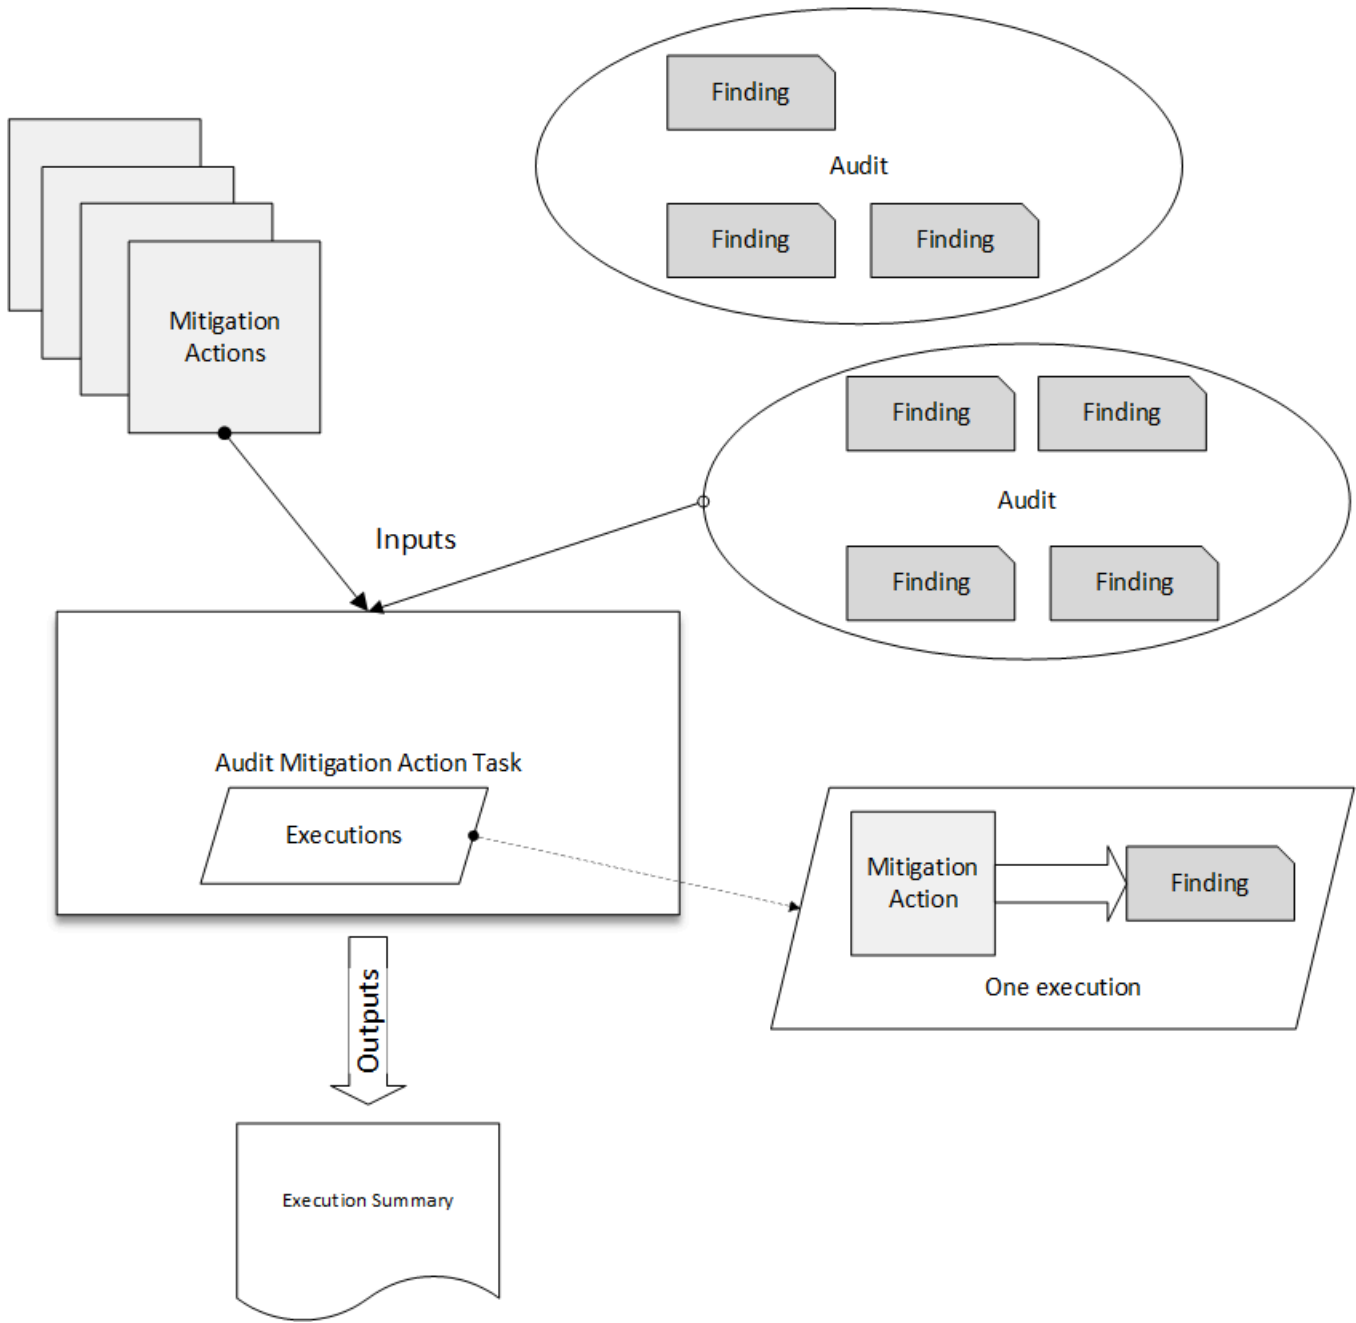 Finding
Audit
Finding
Finding
Mitigation
Actions
Finding
Finding
Audit
Finding
Finding
Inputs
Audit Mitigation Action Task
Executions
Mitigation
Action
Finding
One execution
Outputs
Execution Summary